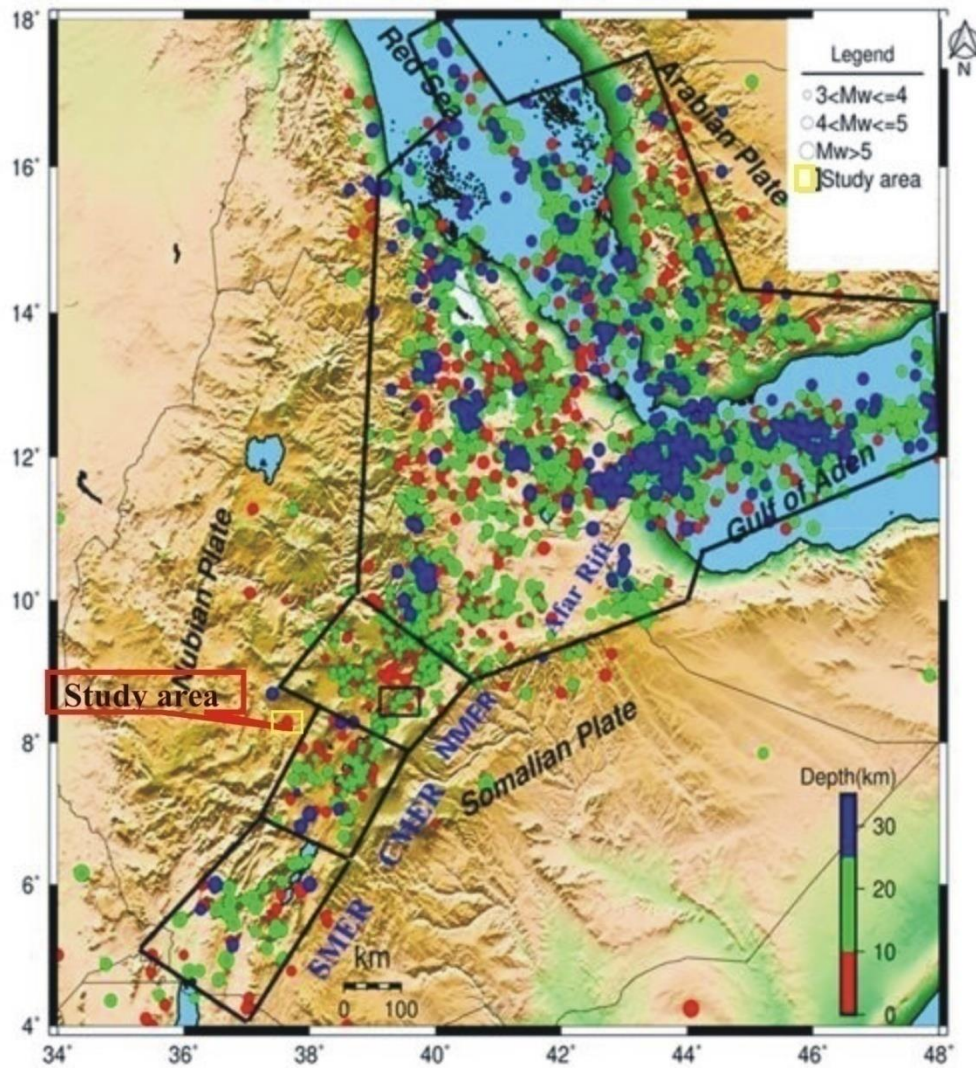 18°
16°
14°
12°
10°
8°
6°
4°
34°
36°
38°
40°
42°
44°
46°
48°
N
Legend
3<Mw<=4
4<Mw<=5
Mw>5
Study area
Red Sea
Arabian Plate
Gulf of Aden
Afar Rift
Nubian Plate
Study area
NMER
Somalian Plate
CMER
SMER
km
0 100
Depth(km)
30
20
10
0